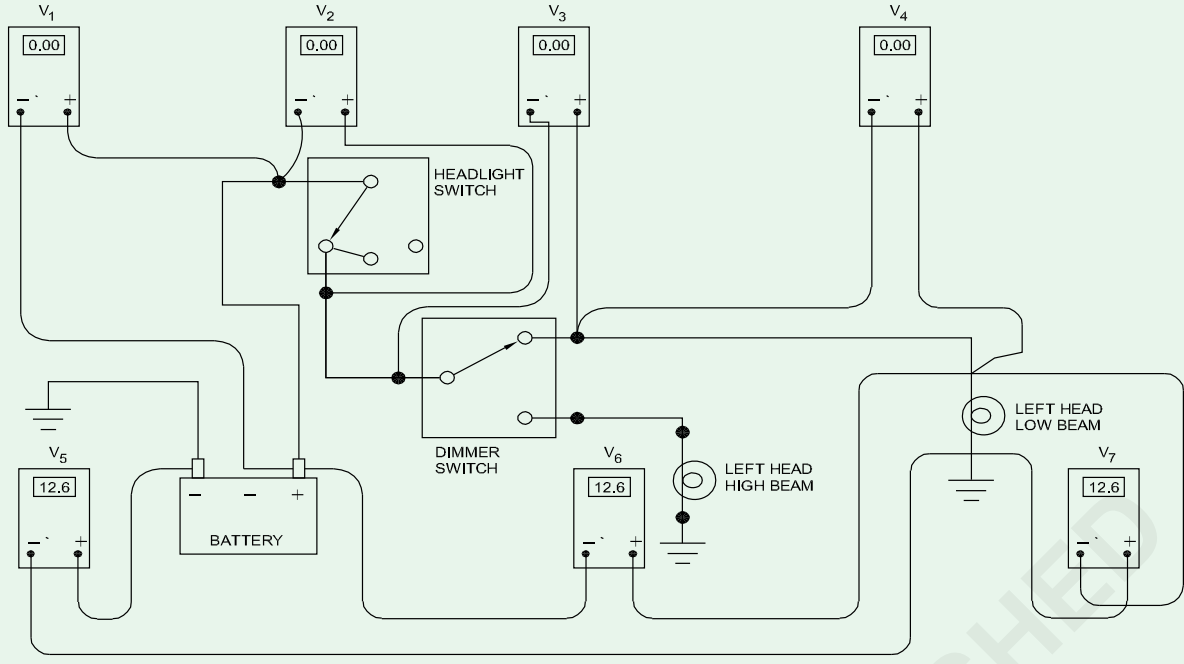 V1
V2
V3
V4
0.00
0.00
0.00
0.00
- +
- +
- +
- +
HEADLIGHT
SWITCH
LEFT HEAD
LOW BEAM
DIMMER
SWITCH
V5
V6
V7
LEFT HEAD
HIGH BEAM
12.6
12.6
12.6
- - +
BATTERY
- +
- +
- +
SHED